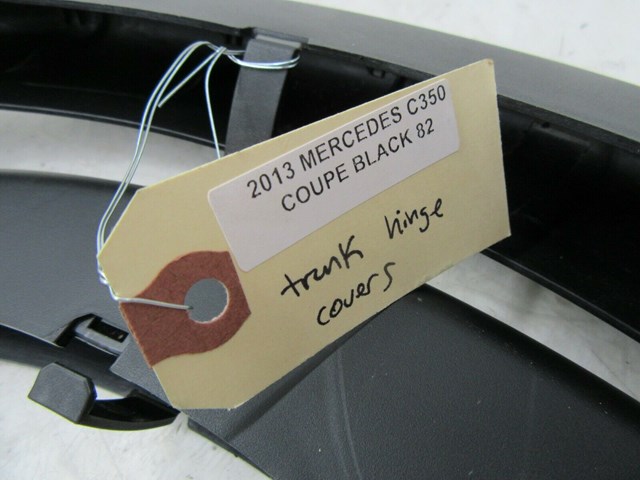 2013 MERCEDES C350
COUPE BLACK 82
trunk hinge
covers